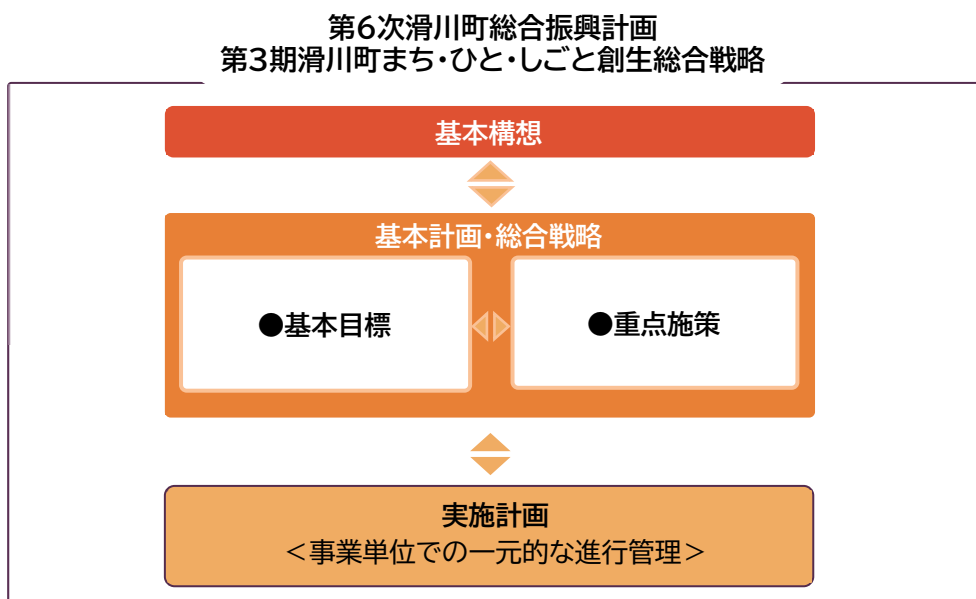 第6次滑川町総合振興計画
第3期滑川町まち・ひと・しごと創生総合戦略
基本構想
基本計画・総合戦略
●基本目標
●重点施策
実施計画
＜事業単位での一元的な進行管理＞